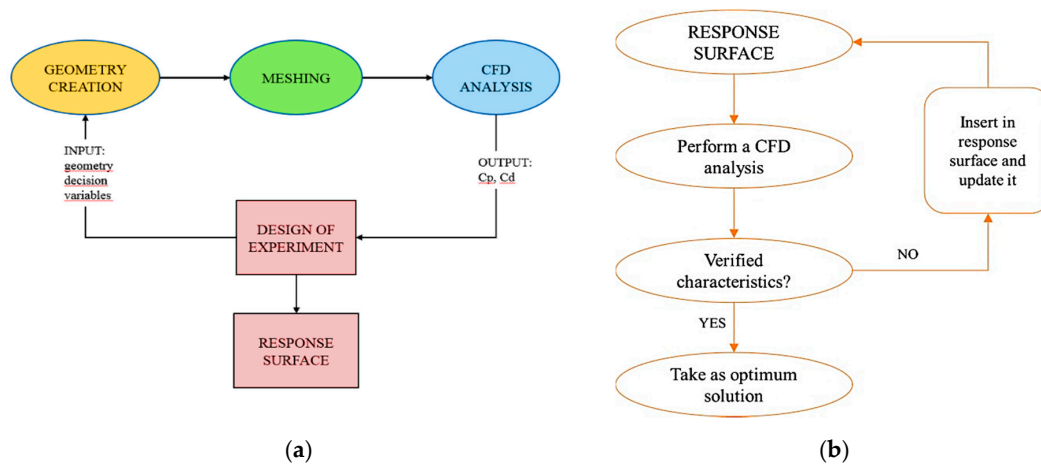 GEOMETRY
CREATION
MESHING
CFD
ANALYSIS
INPUT:
geometry
decision
variables
OUTPUT:
Cp, Cd
DESIGN OF
EXPERIMENT
RESPONSE
SURFACE
(a)
RESPONSE
SURFACE
Perform a CFD
analysis
Insert in
response
surface and
update it
Verified
characteristics?
NO
YES
Take as optimum
solution
(b)